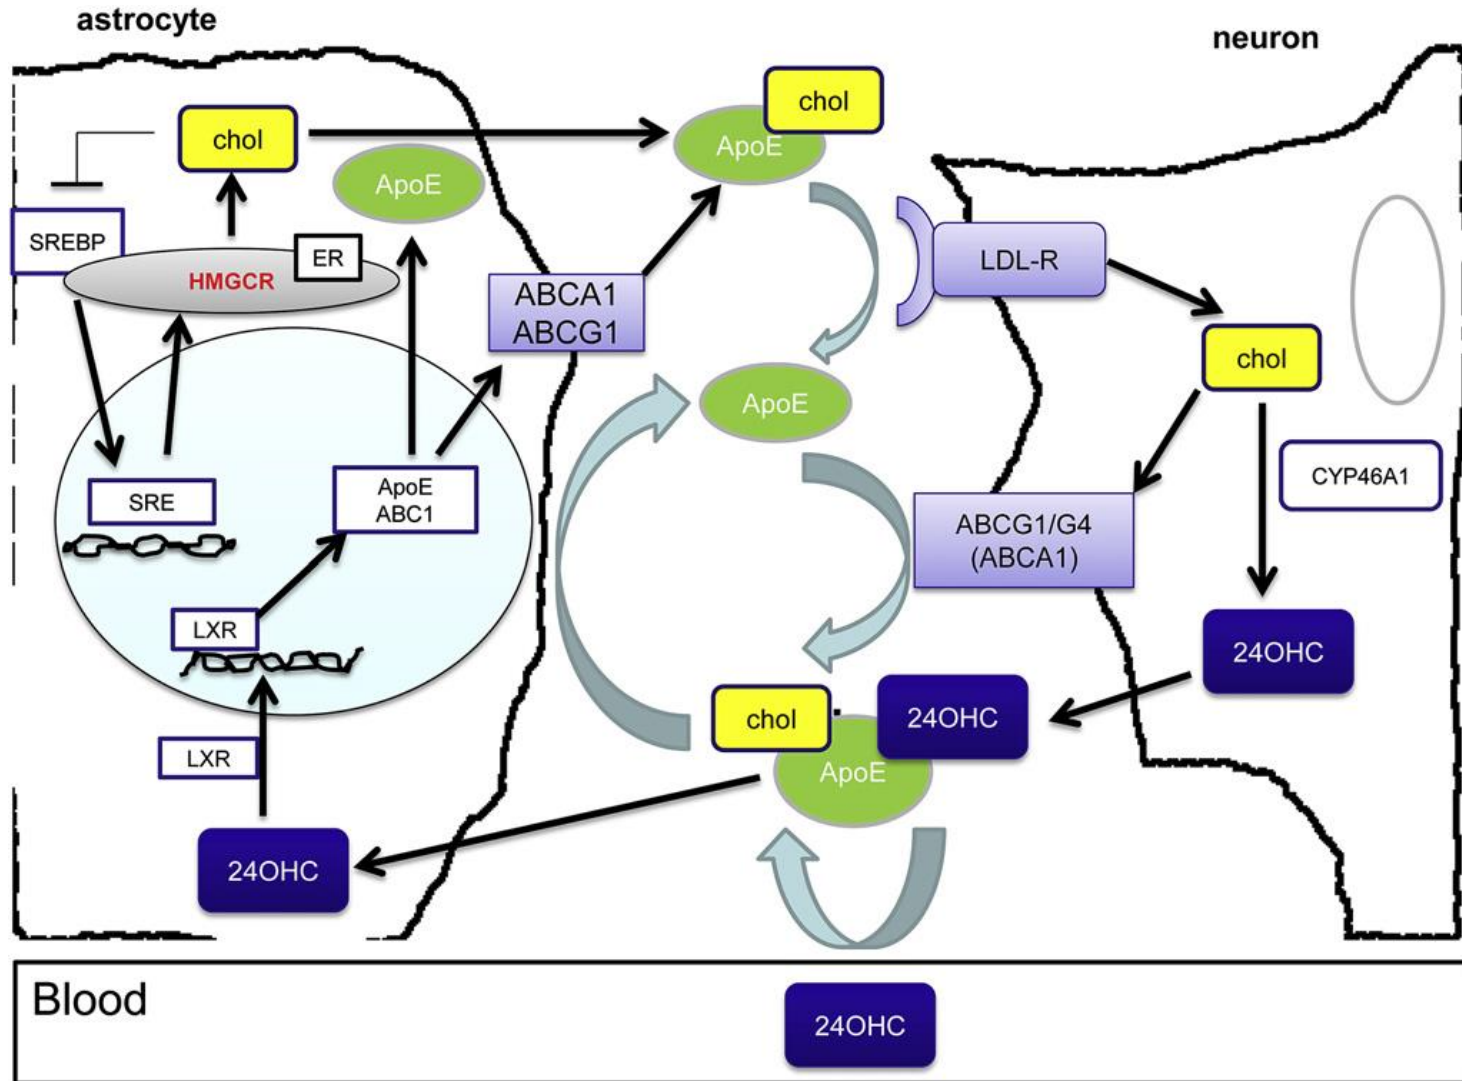 astrocyte
neuron
chol
chol
ApoE
ApoE
SREBP
ER
HMGCR
LDL-R
ABCA1
ABCG1
chol
ApoE
CYP46A1
SRE
ApoE
ABC1
ABCG1/G4
(ABCA1)
LXR
24OHC
chol
24OHC
ApoE
LXR
24OHC
Blood
24OHC